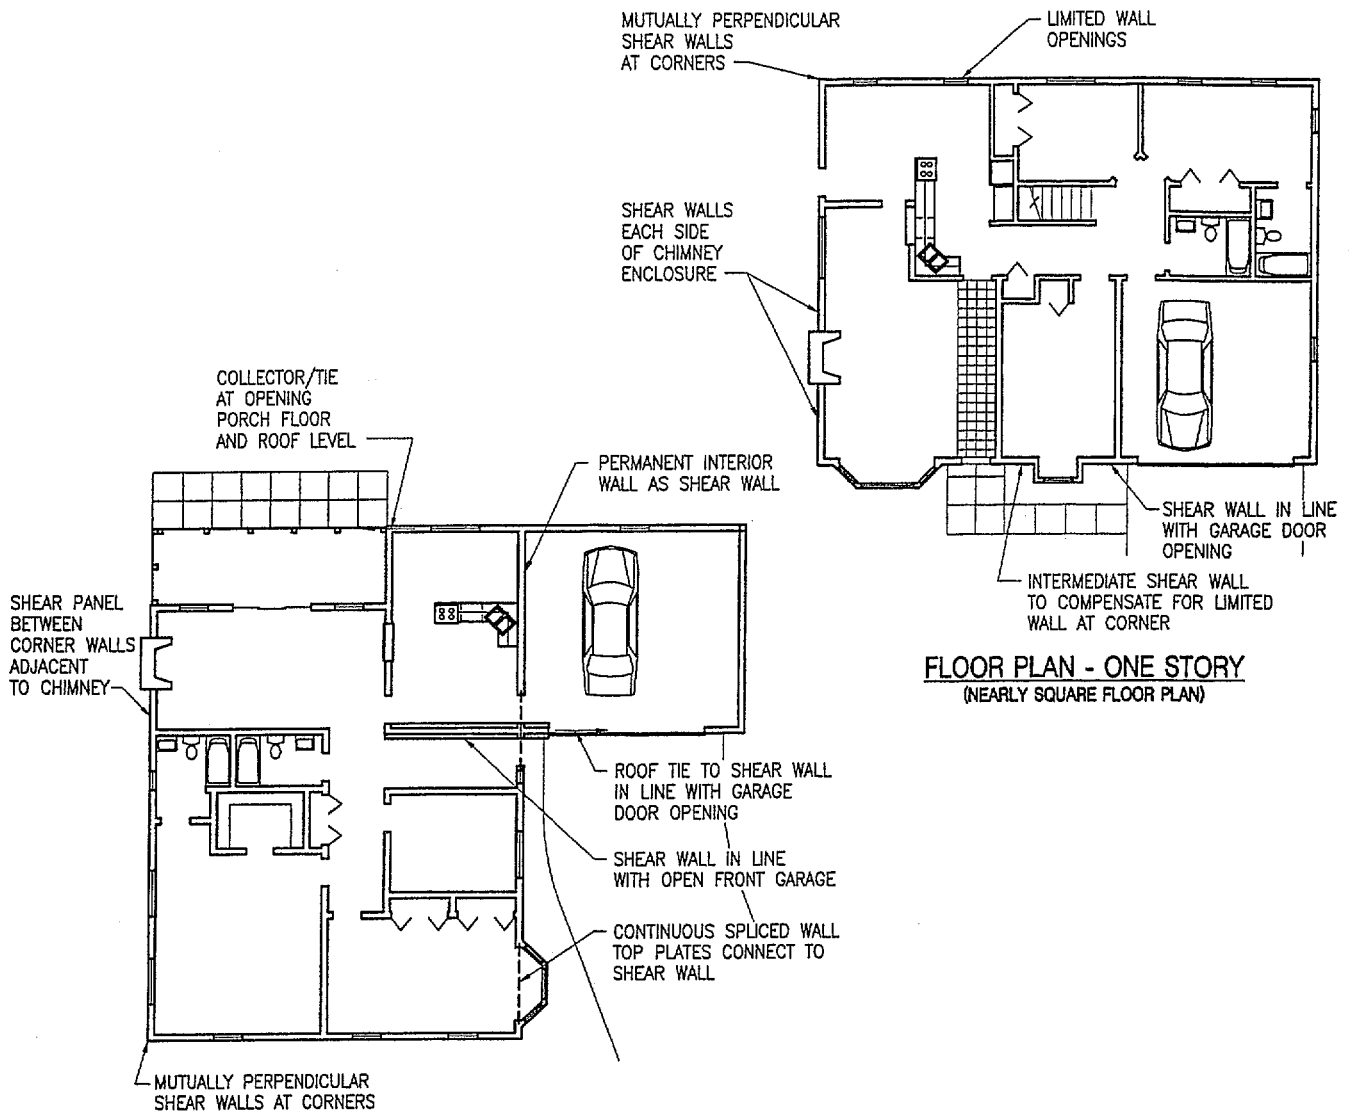 MUTUALLY PERPENDICULAR
SHEAR WALLS
AT CORNERS
LIMITED WALL
OPENINGS
SHEAR WALLS
EACH SIDE
OF CHIMNEY
ENCLOSURE
SHEAR WALL IN LINE
WITH GARAGE DOOR
OPENING
INTERMEDIATE SHEAR WALL
TO COMPENSATE FOR LIMITED
WALL AT CORNER
FLOOR PLAN - ONE STORY
(NEARLY SQUARE FLOOR PLAN)
COLLECTOR/TIE
AT OPENING
PORCH FLOOR
AND ROOF LEVEL
PERMANENT INTERIOR
WALL AS SHEAR WALL
SHEAR PANEL
BETWEEN
CORNER WALLS
ADJACENT
TO CHIMNEY
ROOF TIE TO SHEAR WALL
IN LINE WITH GARAGE
DOOR OPENING
SHEAR WALL IN LINE
WITH OPEN FRONT GARAGE
CONTINUOUS SPLICED WALL
TOP PLATES CONNECT TO
SHEAR WALL
MUTUALLY PERPENDICULAR
SHEAR WALLS AT CORNERS